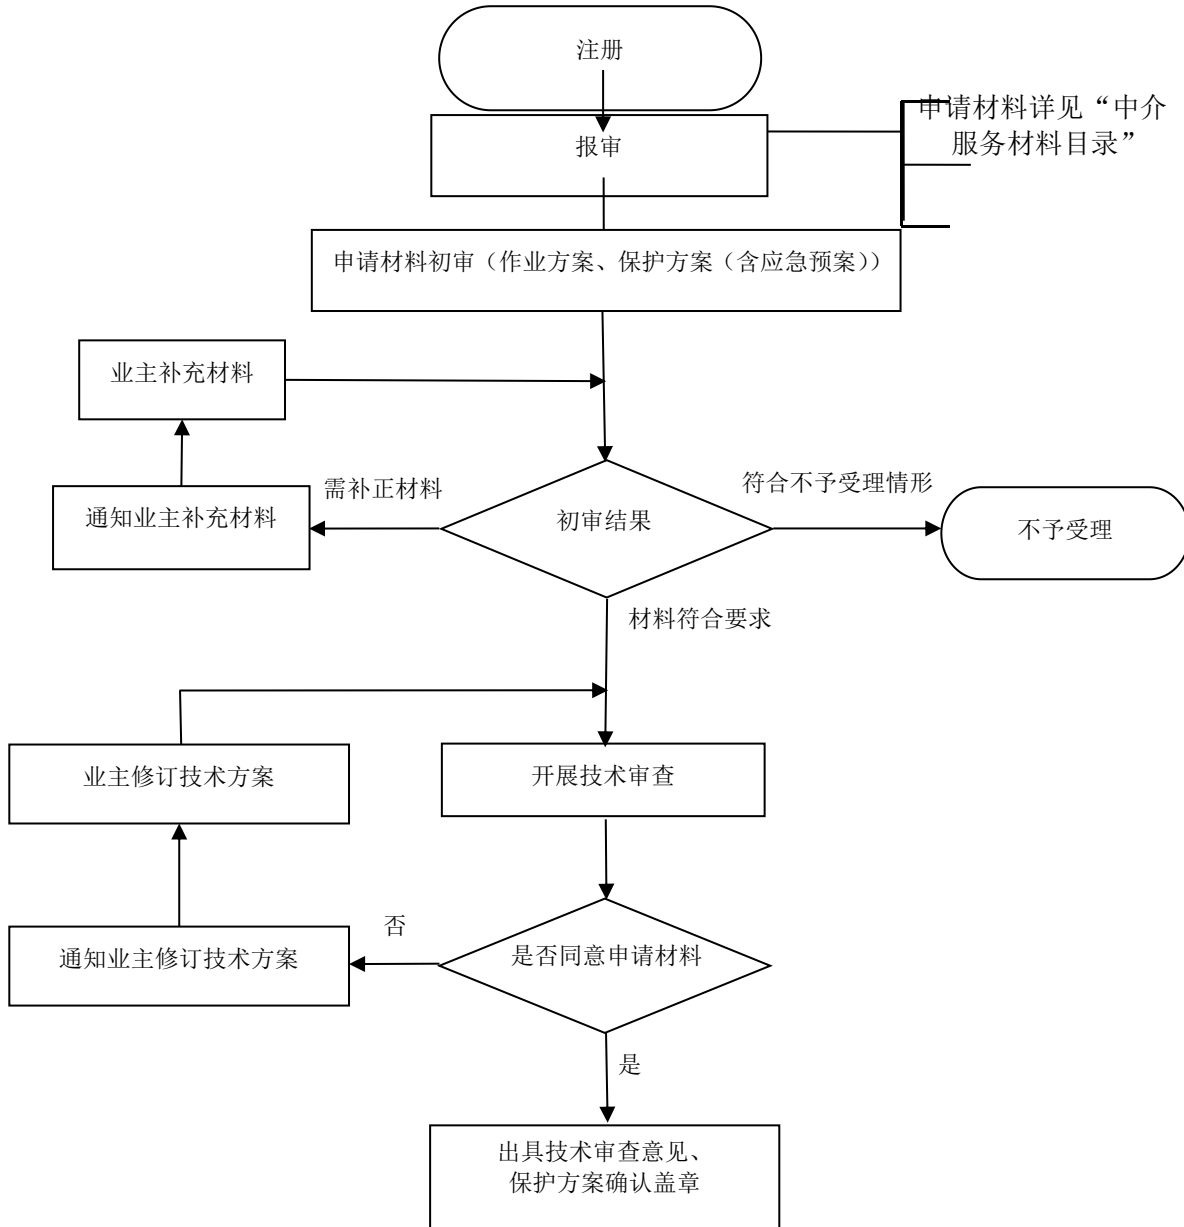 注册
申请材料详见“中介
服务材料目录”
报审
申请材料初审（作业方案、保护方案（含应急预案））
业主补充材料
需补正材料
符合不予受理情形
通知业主补充材料
初审结果
不予受理
材料符合要求
业主修订技术方案
开展技术审查
否
通知业主修订技术方案
是否同意申请材料
是
出具技术审查意见、
保护方案确认盖章